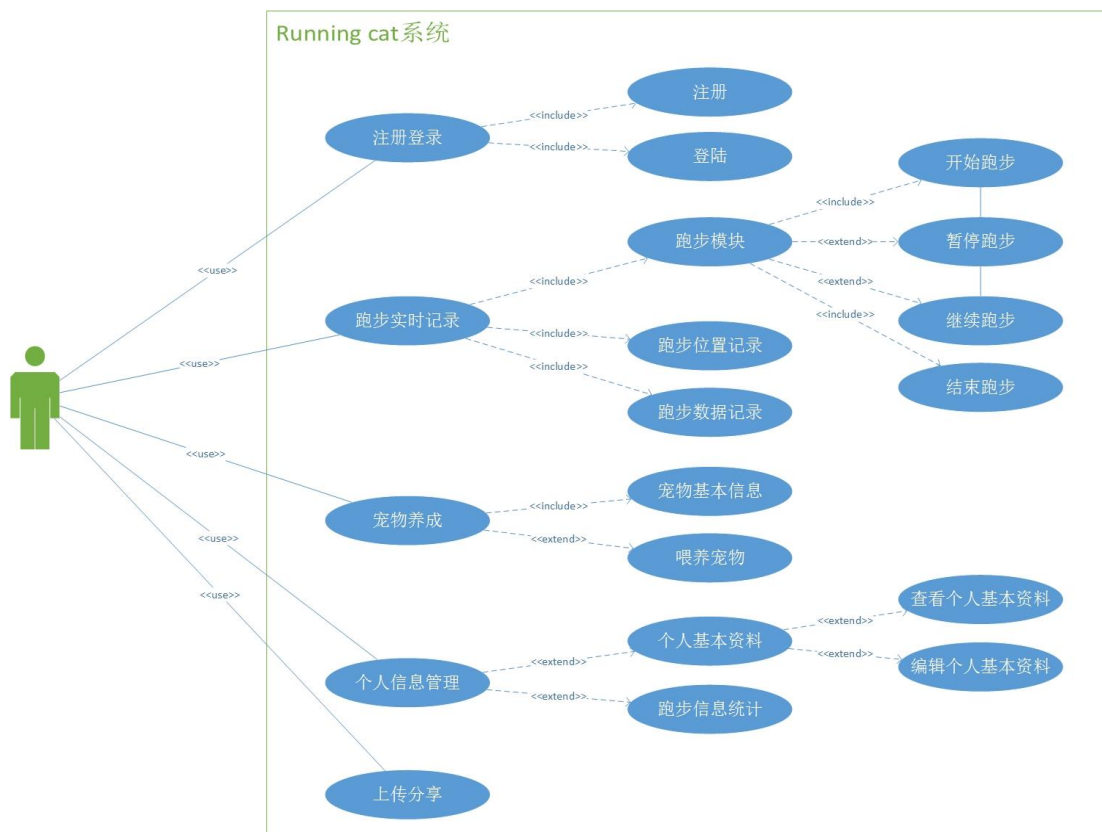 Running cat系统
注册
<<include>>
注册登录
<<include>>
登陆
开始跑步
<<include>>
跑步模块
<<extend>>
暂停跑步
<<use>>
<<include>>
<<extend>>
<<include>>
继续跑步
跑步实时记录
<<include>>
跑步位置记录
<<use>>
<<include>>
结束跑步
跑步数据记录
<<use>>
宠物基本信息
<<include>>
宠物养成
<<extend>>
<<use>>
喂养宠物
<<use>>
查看个人基本资料
<<extend>>
个人基本资料
<<extend>>
<<extend>>
编辑个人基本资料
个人信息管理
<<extend>>
跑步信息统计
上传分享